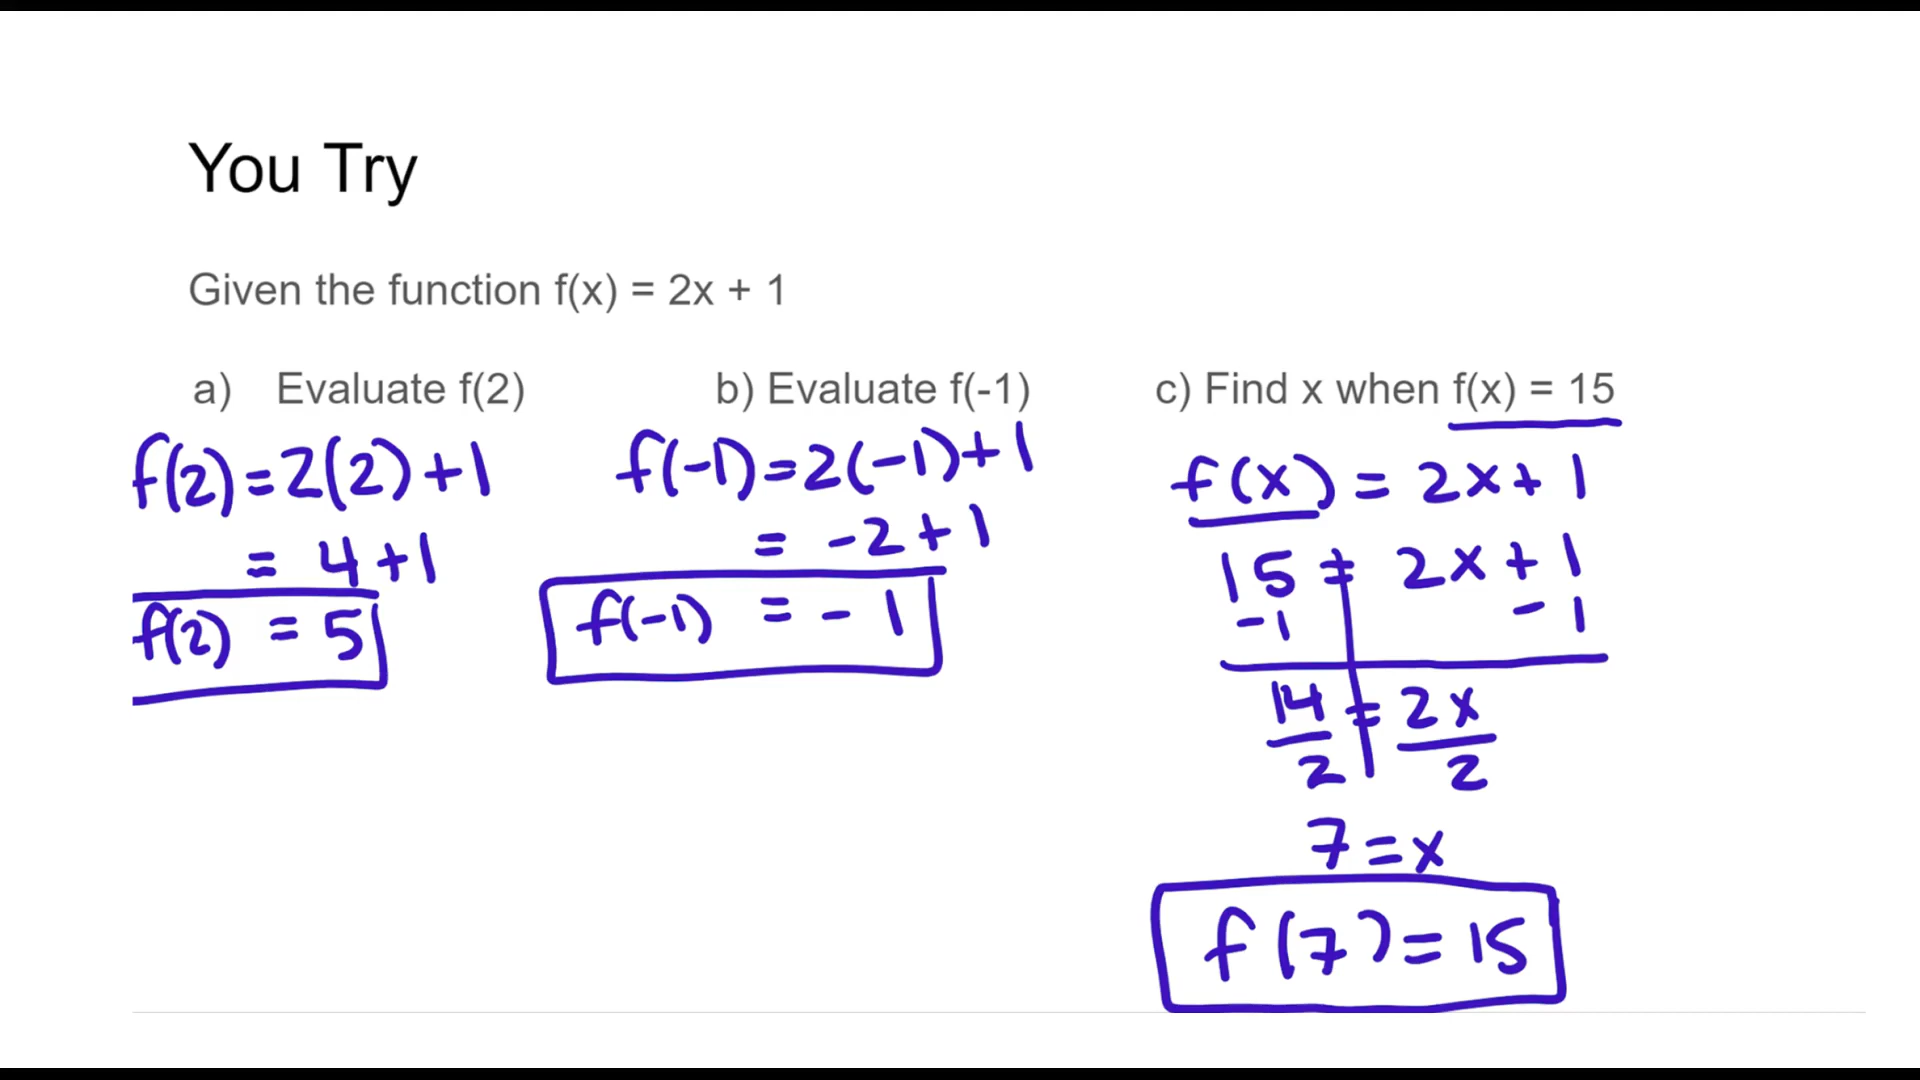 You Try
Given the function f(x) = 2x + 1
a) Evaluate f(2)
f(2) = 2(2) + 1
= 4 + 1
f(2) = 5
b) Evaluate f(-1)
f(-1) = 2(-1) + 1
= -2 + 1
f(-1) = -1
c) Find x when f(x) = 15
f(x) = 2x + 1
15 = 2x + 1
-1 -1
14 = 2x
2 2
7 = x
f(7) = 15